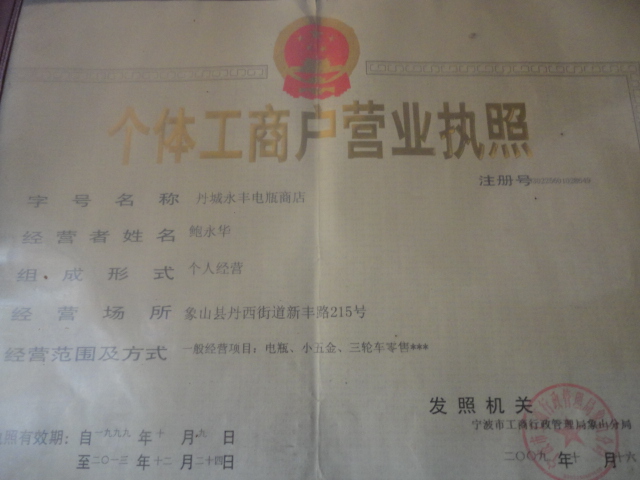 个体工商户营业执照
注册号
字号名称 丹城永丰电瓶商店
经营者姓名 鲍永华
组成形式 个人经营
经营场所 象山县丹西街道新丰路215号
经营范围及方式 一般经营项目：电瓶、小五金、三轮车零售***
发照机关
宁波市工商行政管理局象山分局
照有效期：自一九九九年十月九日
至二〇一三年十二月二十四日
二〇〇九年十月十六